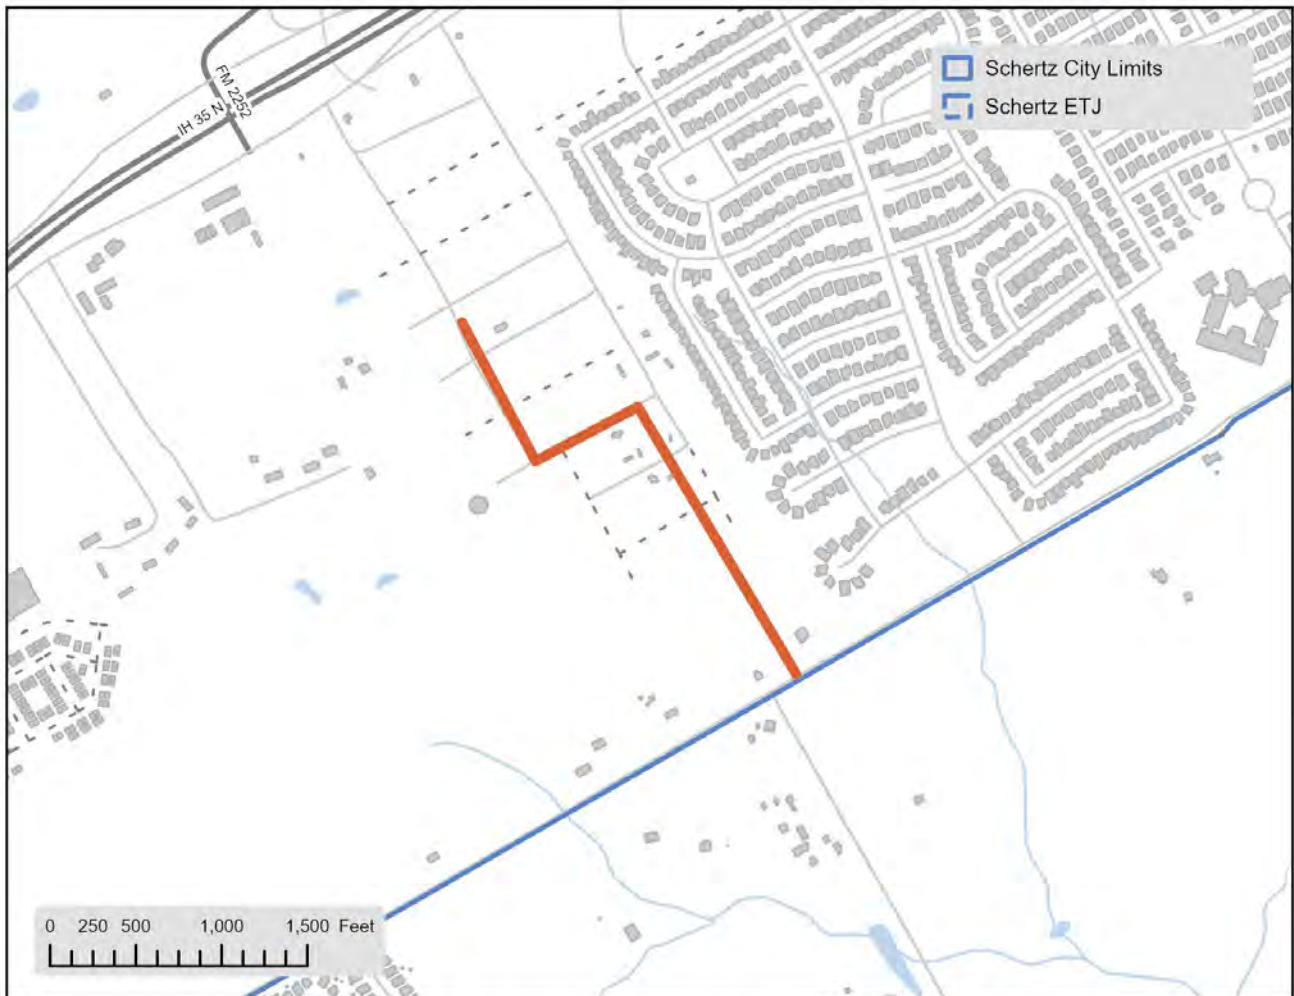 FM 2252
IH 35 N
Schertz City Limits
Schertz ETJ
0 250 500 1,000 1,500 Feet